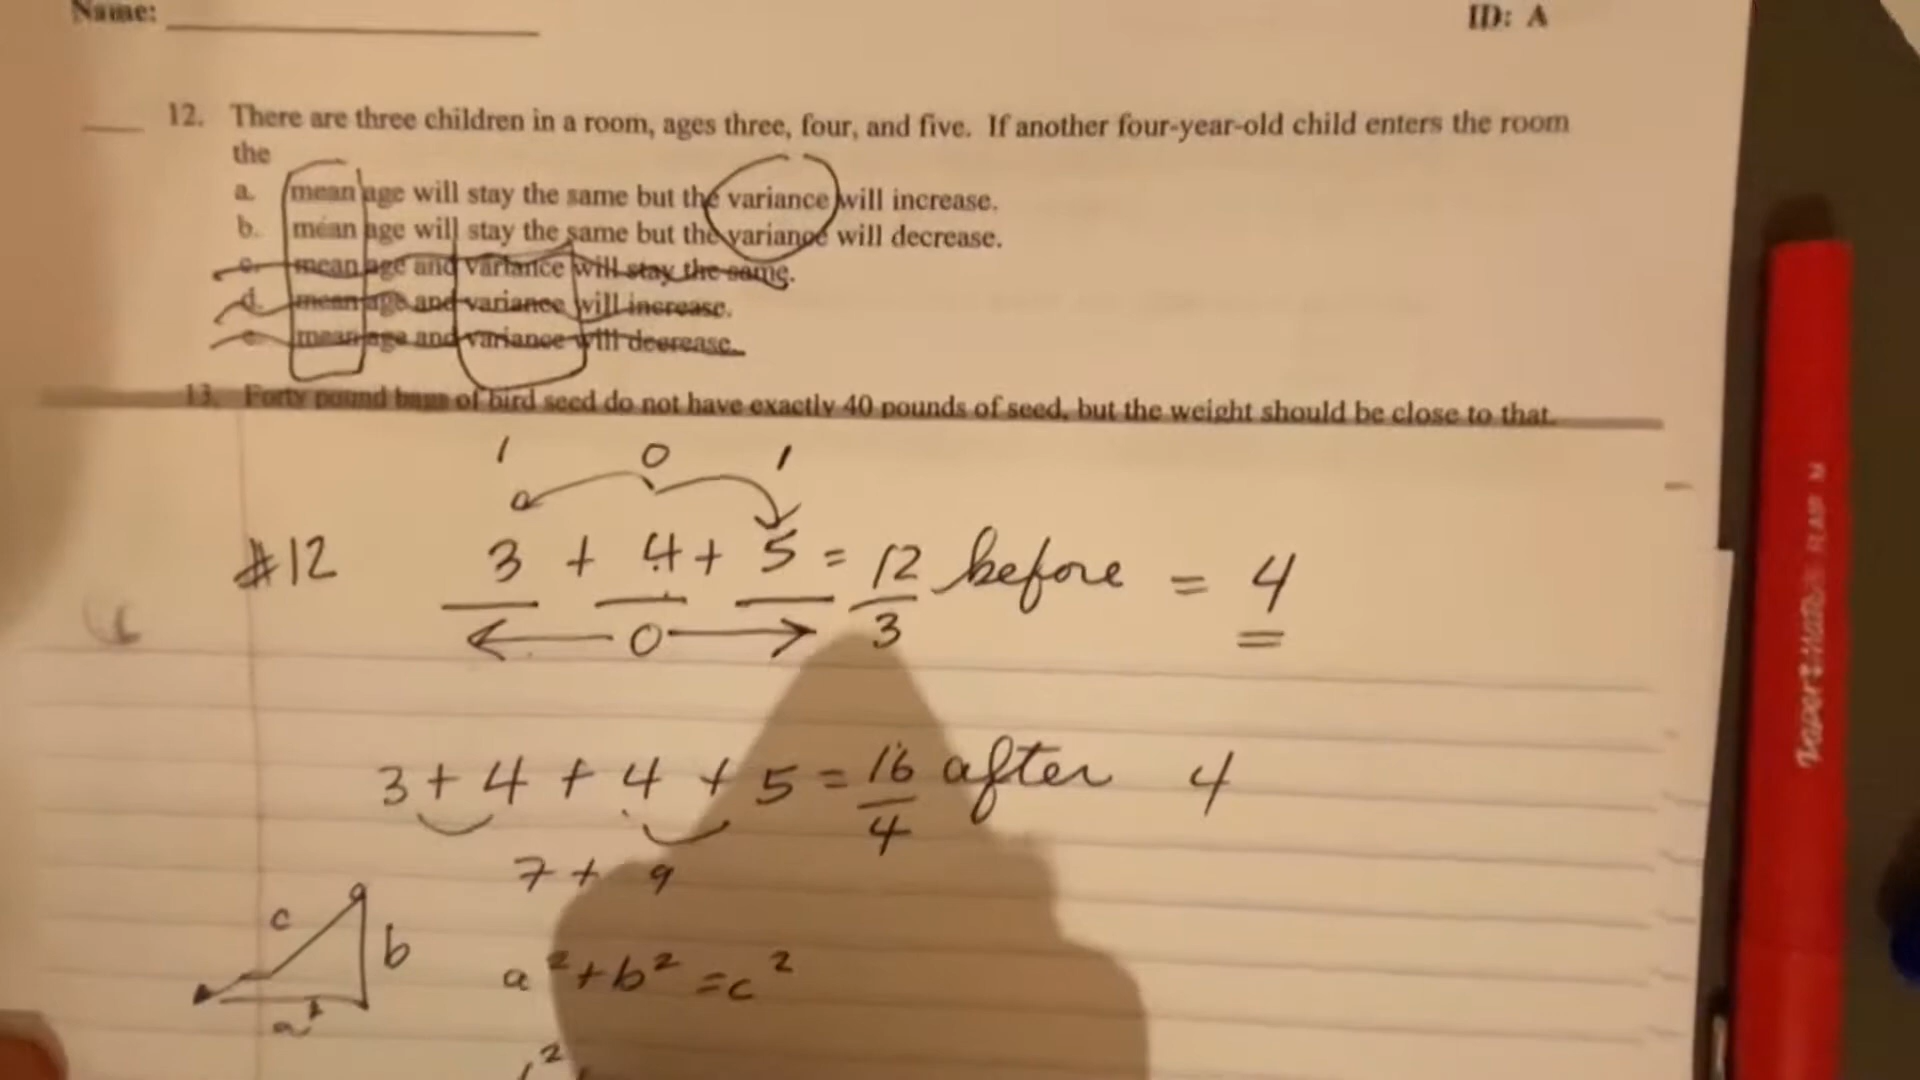 Name:
ID: A
12. There are three children in a room, ages three, four, and five. If another four-year-old child enters the room
the
a. mean age will stay the same but the variance will increase.
b. mean age will stay the same but the variance will decrease.
c. mean age and variance will stay the same.
d. mean age and variance will increase.
e. mean age and variance will decrease.
13. Forty pound bags of bird seed do not have exactly 40 pounds of seed, but the weight should be close to that.
1 0 1
#12 3 + 4 + 5 = 12/3 before = 4
0
3 + 4 + 4 + 5 = 16/4 after 4
7 + 9
c b
a² + b² = c²
a
2